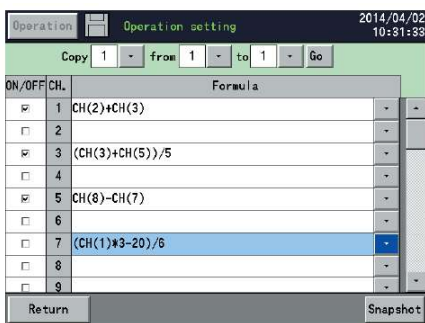 Operation Operation setting 2014/04/02
10:31:33
Copy 1 from 1 to 1 Go
ON/OFF CH. Formula
1 CH(2)+CH(3)
2
3 (CH(3)+CH(5))/5
4
5 CH(8)-CH(7)
6
7 (CH(1)*3-20)/6
8
9
Return Snapshot